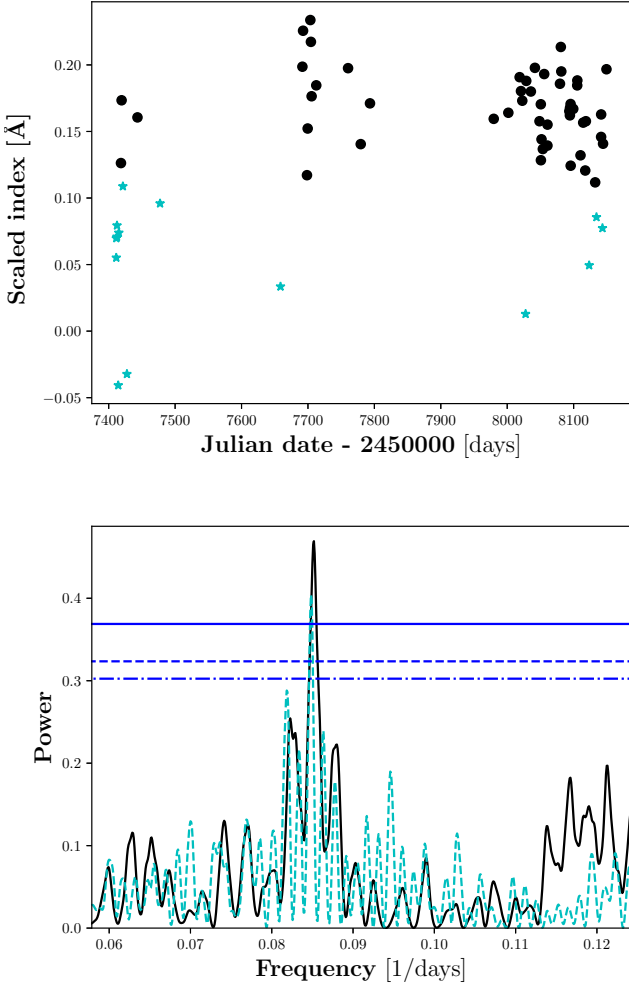 0.20
0.15
0.10
0.05
0.00
−0.05
Scaled index [Å]
7400 7500 7600 7700 7800 7900 8000 8100
Julian date - 2450000 [days]
0.4
0.3
0.2
0.1
0.0
Power
0.06 0.07 0.08 0.09 0.10 0.11 0.12
Frequency [1/days]